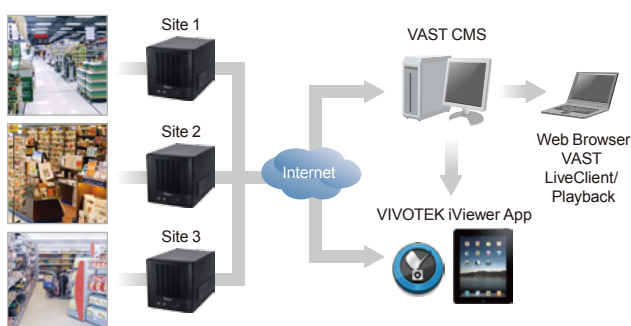 Site 1
VAST CMS
Site 2
Internet
Web Browser
VAST
LiveClient/
Playback
VIVOTEK iViewer App
Site 3